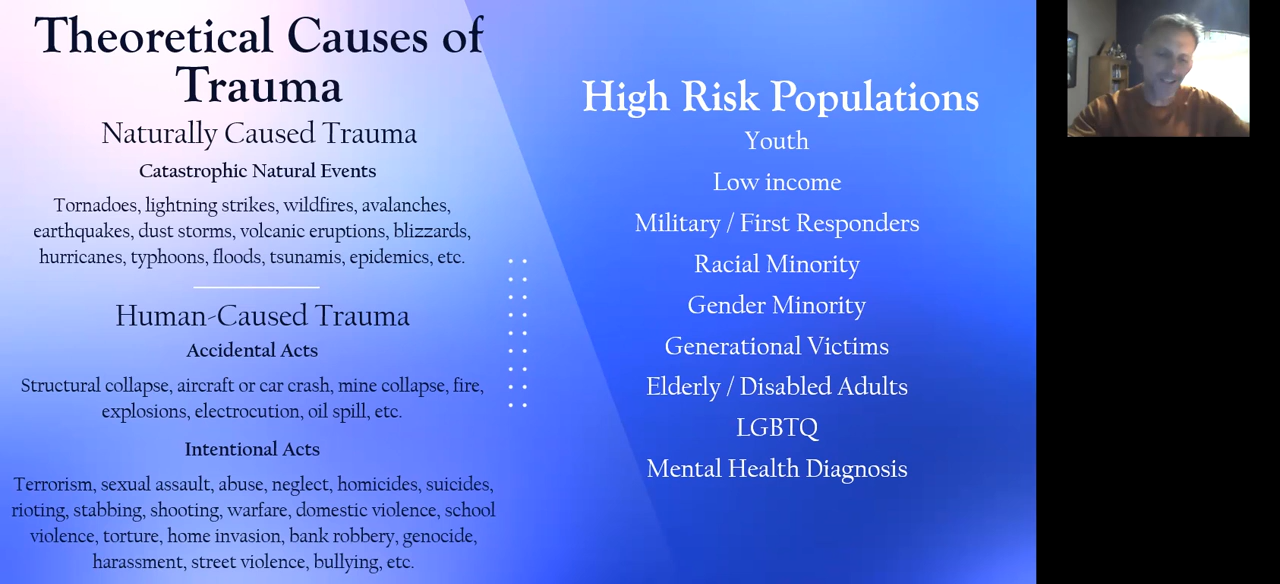 Theoretical Causes of
Trauma
Naturally Caused Trauma
Catastrophic Natural Events
Tornadoes, lightning strikes, wildfires, avalanches,
earthquakes, dust storms, volcanic eruptions, blizzards,
hurricanes, typhoons, floods, tsunamis, epidemics, etc.
Human-Caused Trauma
Accidental Acts
Structural collapse, aircraft or car crash, mine collapse, fire,
explosions, electrocution, oil spill, etc.
Intentional Acts
Terrorism, sexual assault, abuse, neglect, homicides, suicides,
rioting, stabbing, shooting, warfare, domestic violence, school
violence, torture, home invasion, bank robbery, genocide,
harassment, street violence, bullying, etc.
High Risk Populations
Youth
Low income
Military / First Responders
Racial Minority
Gender Minority
Generational Victims
Elderly / Disabled Adults
LGBTQ
Mental Health Diagnosis